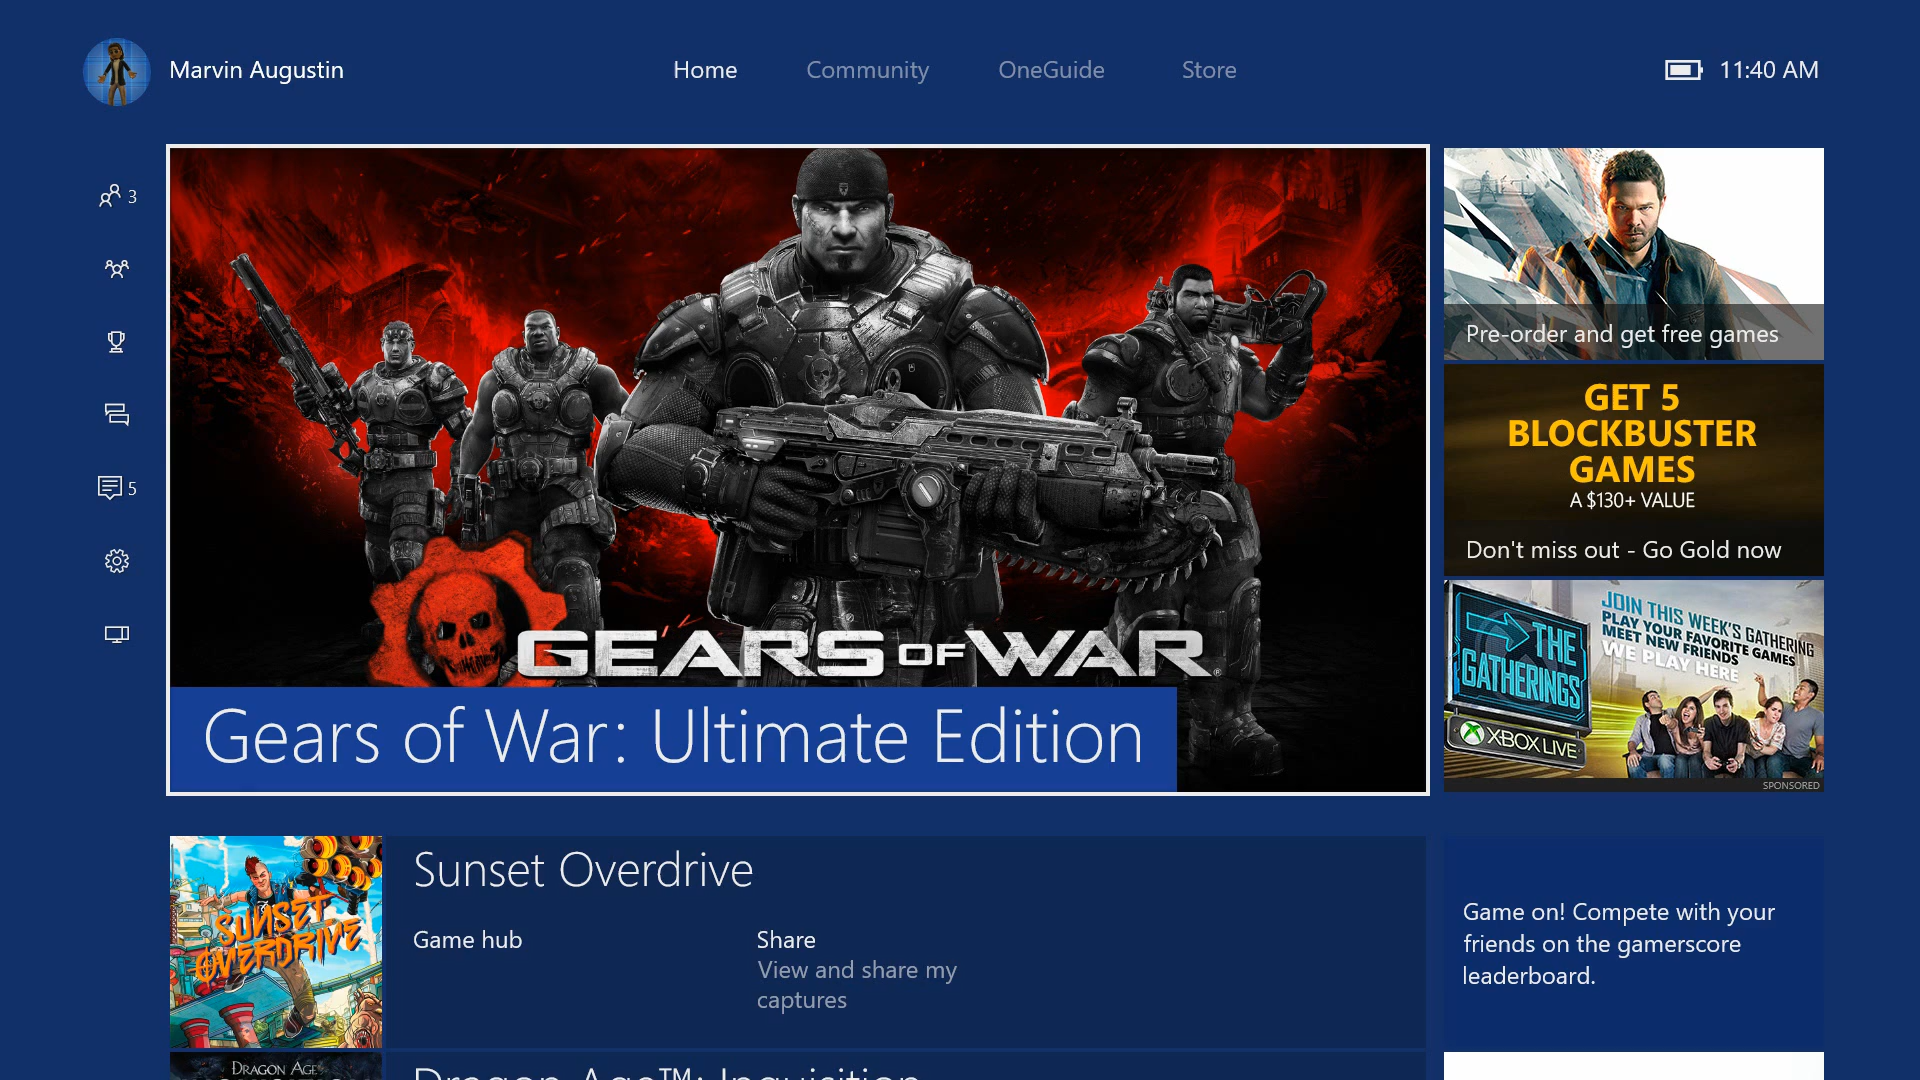 Marvin Augustin
Home
Community
OneGuide
Store
11:40 AM
3
5
GEARS OF WAR
Gears of War: Ultimate Edition
Pre-order and get free games
GET 5
BLOCKBUSTER
GAMES
A $130+ VALUE
Don't miss out - Go Gold now
THE
GATHERINGS
XBOX LIVE
JOIN THIS WEEK'S GATHERING
PLAY YOUR FAVORITE GAMES
MEET NEW FRIENDS
WE PLAY HERE
SPONSORED
SUNSET
OVERDRIVE
Sunset Overdrive
Game hub
Share
View and share my
captures
Game on! Compete with your
friends on the gamerscore
leaderboard.
DRAGON AGE
Dragon Age™: Inquisition